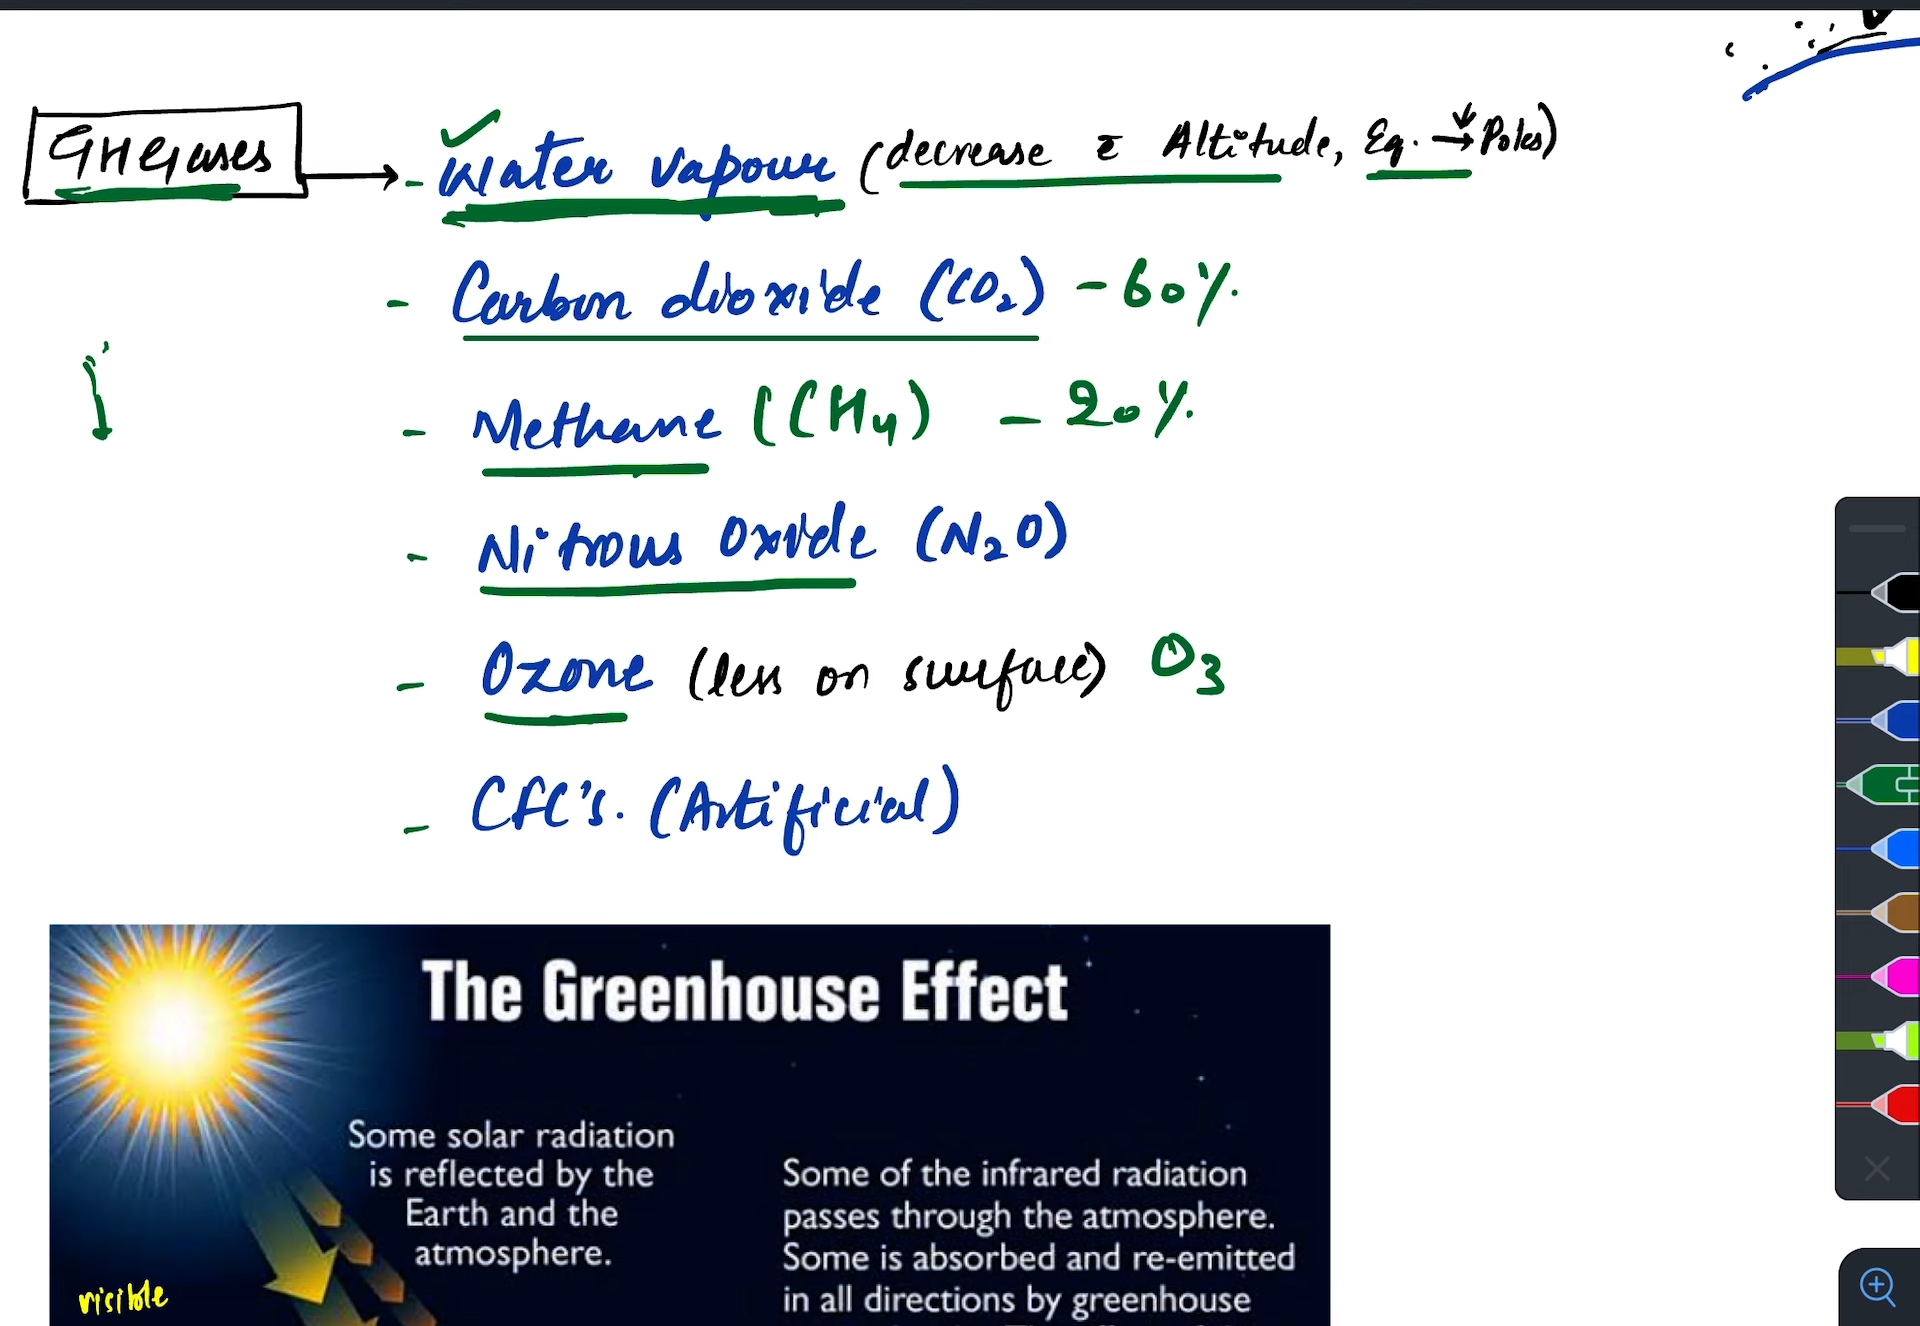 GHGases → - Water vapour (decrease c̄ Altitude, Eq. → Poles)
- Carbon dioxide (CO₂) - 60%.
- Methane (CH₄) - 20%.
- Nitrous Oxide (N₂O)
- Ozone (less on surface) O₃
- CFC's. (Artificial)
The Greenhouse Effect
Some solar radiation
is reflected by the
Earth and the
atmosphere.
Some of the infrared radiation
passes through the atmosphere.
Some is absorbed and re-emitted
in all directions by greenhouse
visible